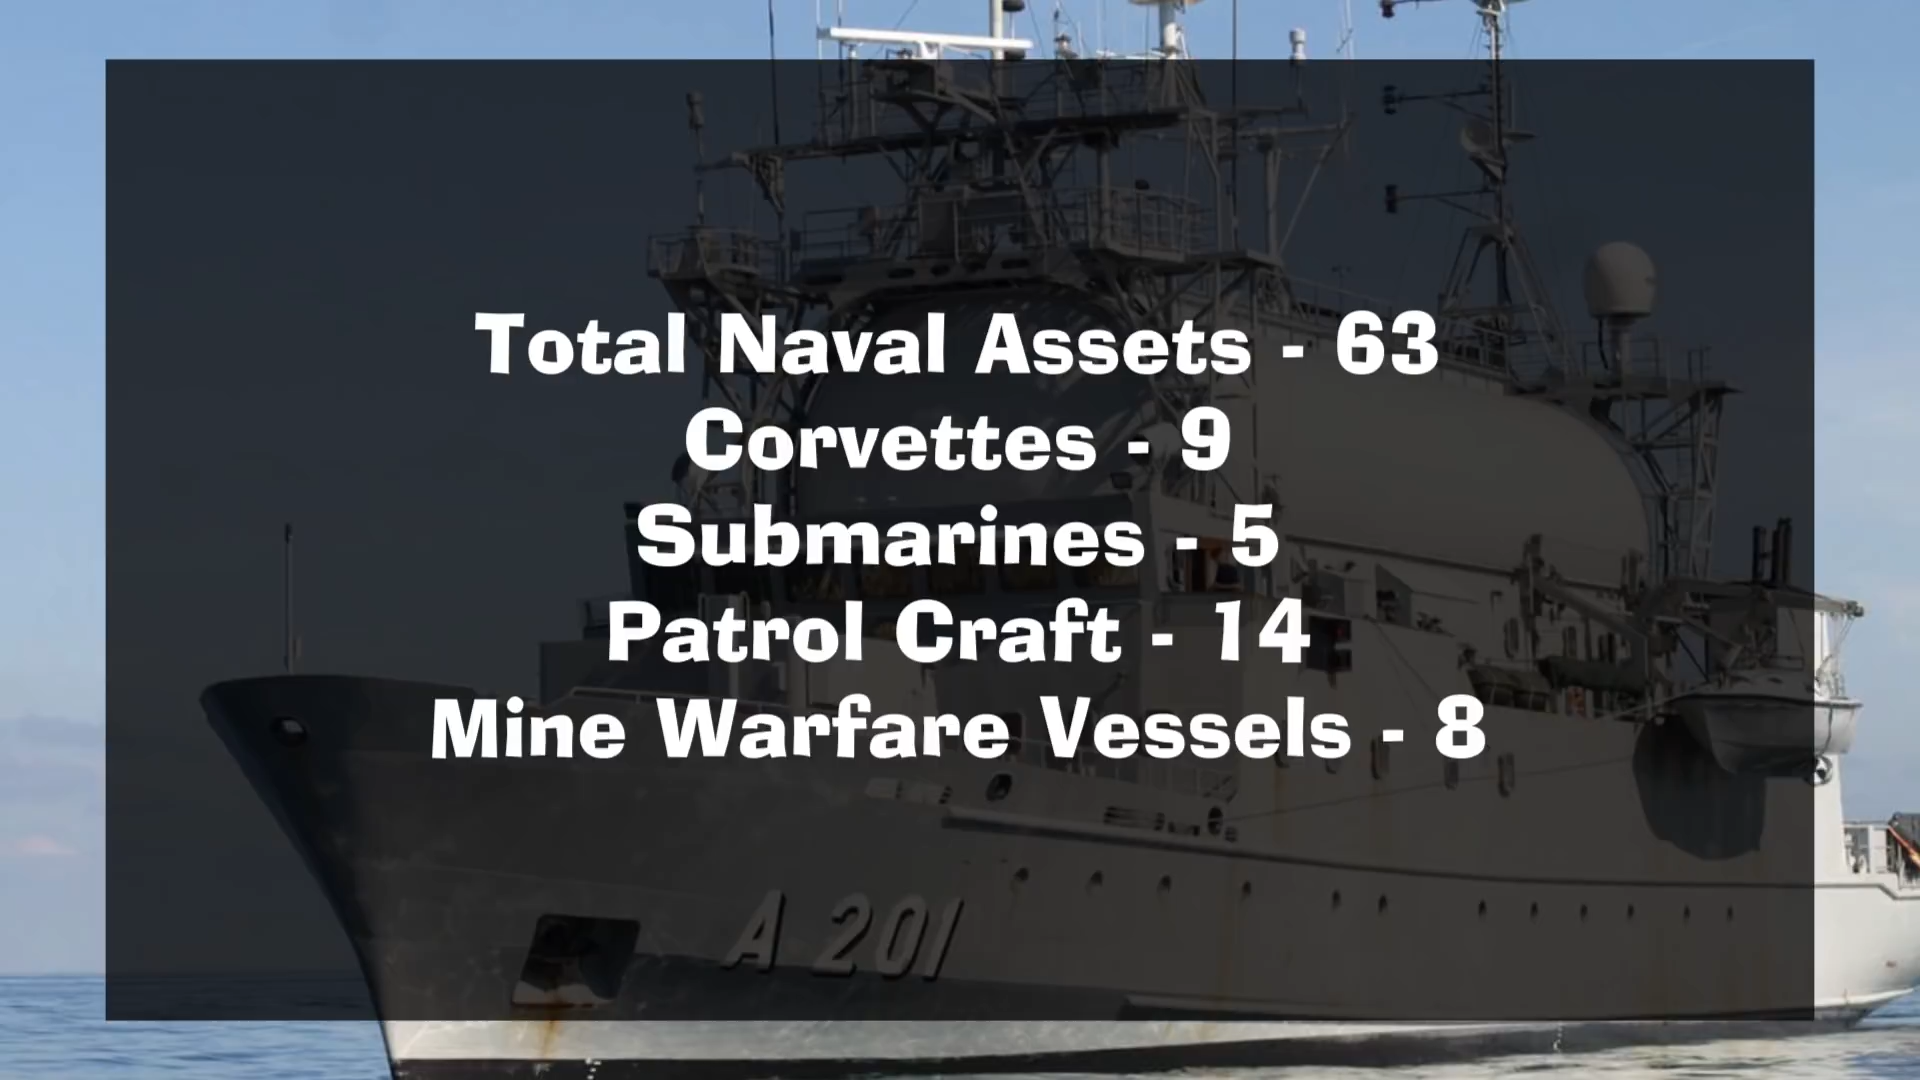 Total Naval Assets - 63
Corvettes - 9
Submarines - 5
Patrol Craft - 14
Mine Warfare Vessels - 8
A 201